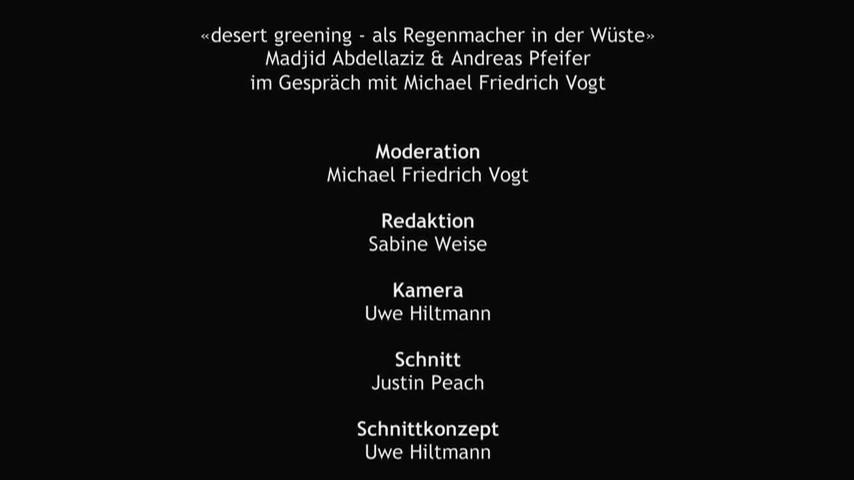 «desert greening - als Regenmacher in der Wüste»
Madjid Abdellaziz & Andreas Pfeifer
im Gespräch mit Michael Friedrich Vogt
Moderation
Michael Friedrich Vogt
Redaktion
Sabine Weise
Kamera
Uwe Hiltmann
Schnitt
Justin Peach
Schnittkonzept
Uwe Hiltmann